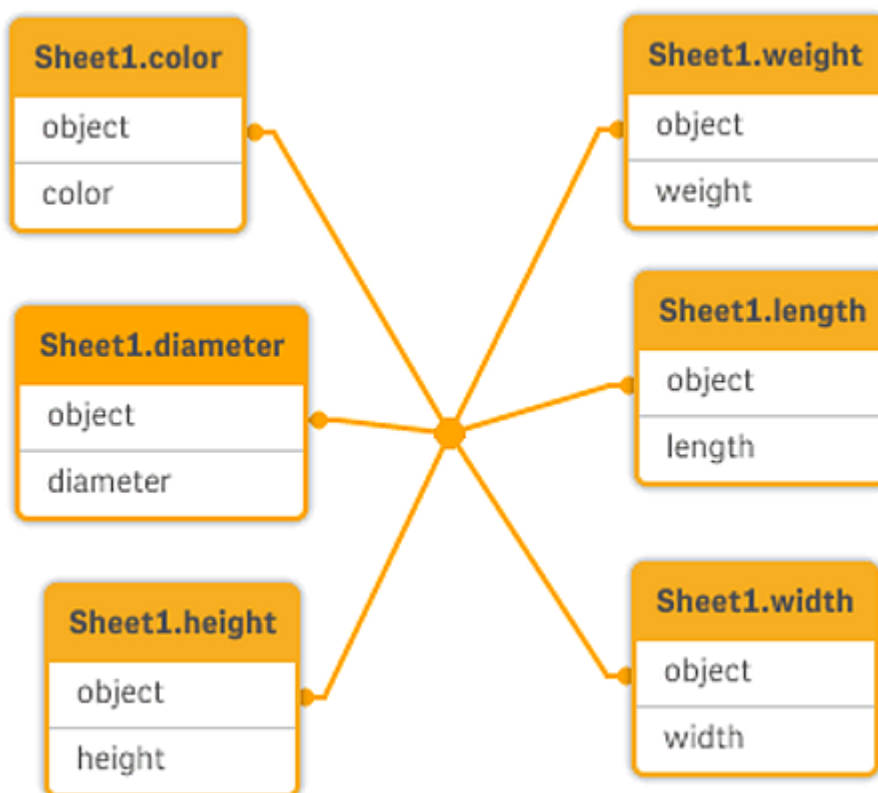 Sheet1.color
object
color
Sheet1.weight
object
weight
Sheet1.diameter
object
diameter
Sheet1.length
object
length
Sheet1.height
object
height
Sheet1.width
object
width